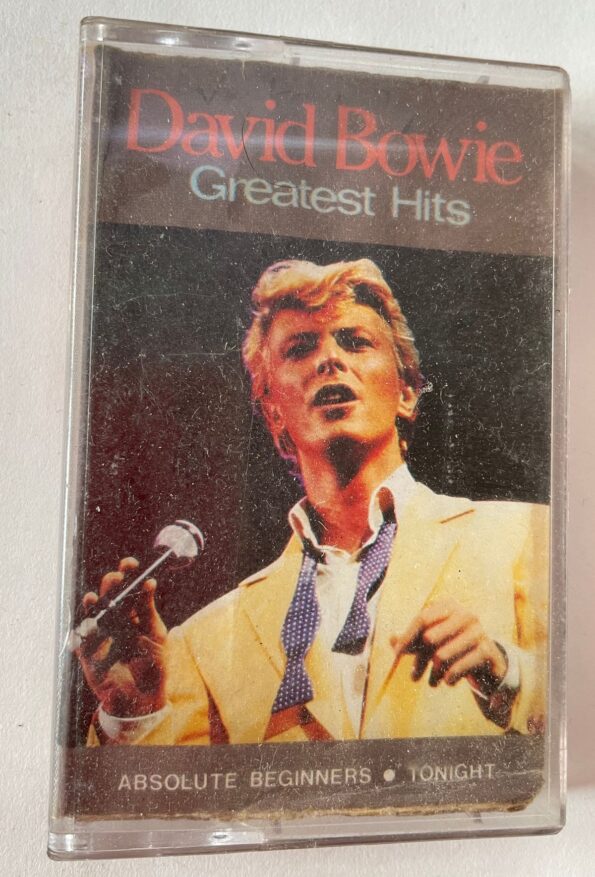 David Bowie
Greatest Hits
ABSOLUTE BEGINNERS ● TONIGHT